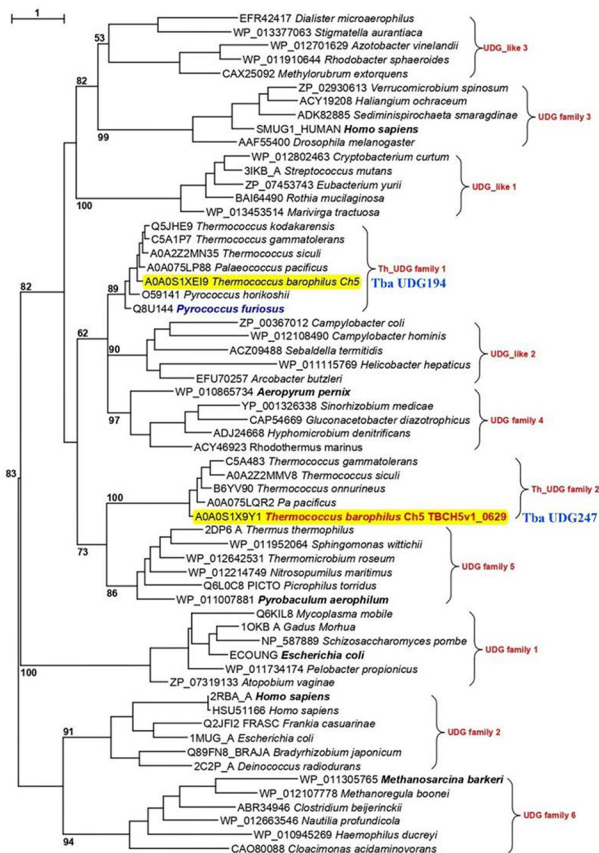 1
EFR42417 Dialister microaerophilus
53
WP_013377063 Stigmatella aurantiaca
WP_012701629 Azotobacter vinelandii
UDG_like 3
WP_011910644 Rhodobacter sphaeroides
CAX25092 Methylorubrum extorquens
82
ZP_02930613 Verrucomicrobium spinosum
ACY19208 Haliangium ochraceum
ADK82885 Sediminispirochaeta smaragdinae
UDG family 3
SMUG1_HUMAN Homo sapiens
99
AAF55400 Drosophila melanogaster
WP_012802463 Cryptobacterium curtum
3IKB_A Streptococcus mutans
ZP_07453743 Eubacterium yurii
UDG_like 1
BAI64490 Rothia mucilaginosa
100
WP_013453514 Marivirga tractuosa
Q5JHE9 Thermococcus kodakarensis
C5A1P7 Thermococcus gammatolerans
A0A2Z2MN35 Thermococcus siculi
A0A075LP88 Palaeococcus pacificus
Th_UDG family 1
A0A0S1XEI9 Thermococcus barophilus Ch5
Tba UDG194
82
89
O59141 Pyrococcus horikoshii
Q8U144 Pyrococcus furiosus
ZP_00367012 Campylobacter coli
62
WP_012108490 Campylobacter hominis
90
ACZ09488 Sebaldella termitidis
UDG_like 2
WP_011115769 Helicobacter hepaticus
EFU70257 Arcobacter butzleri
WP_010865734 Aeropyrum pernix
YP_001326338 Sinorhizobium medicae
97
CAP54669 Gluconacetobacter diazotrophicus
UDG family 4
ADJ24668 Hyphomicrobium denitrificans
ACY46923 Rhodothermus marinus
C5A483 Thermococcus gammatolerans
83
A0A2Z2MMV8 Thermococcus siculi
B6YV90 Thermococcus onnurineus
Th_UDG family 2
100
A0A075LQR2 Pa pacificus
A0A0S1X9Y1 Thermococcus barophilus Ch5 TBCH5v1_0629
Tba UDG247
2DP6_A Thermus thermophilus
WP_011952064 Sphingomonas wittichii
73
WP_012642531 Thermomicrobium roseum
WP_012214749 Nitrosopumilus maritimus
UDG family 5
Q6L0C8_PICTO Picrophilus torridus
86
WP_011007881 Pyrobaculum aerophilum
Q6KIL8 Mycoplasma mobile
1OKB_A Gadus Morhua
NP_587889 Schizosaccharomyces pombe
UDG family 1
ECOUNG Escherichia coli
100
WP_011734174 Pelobacter propionicus
ZP_07319133 Atopobium vaginae
2RBA_A Homo sapiens
HSU51166 Homo sapiens
91
Q2JFI2_FRASC Frankia casuarinae
UDG family 2
1MUG_A Escherichia coli
Q89FN8_BRAJA Bradyrhizobium japonicum
2C2P_A Deinococcus radiodurans
WP_011305765 Methanosarcina barkeri
WP_012107778 Methanoregula boonei
ABR34946 Clostridium beijerinckii
UDG family 6
WP_012663546 Nautilia profundicola
WP_010945269 Haemophilus ducreyi
94
CAO80088 Cloacimonas acidaminovorans